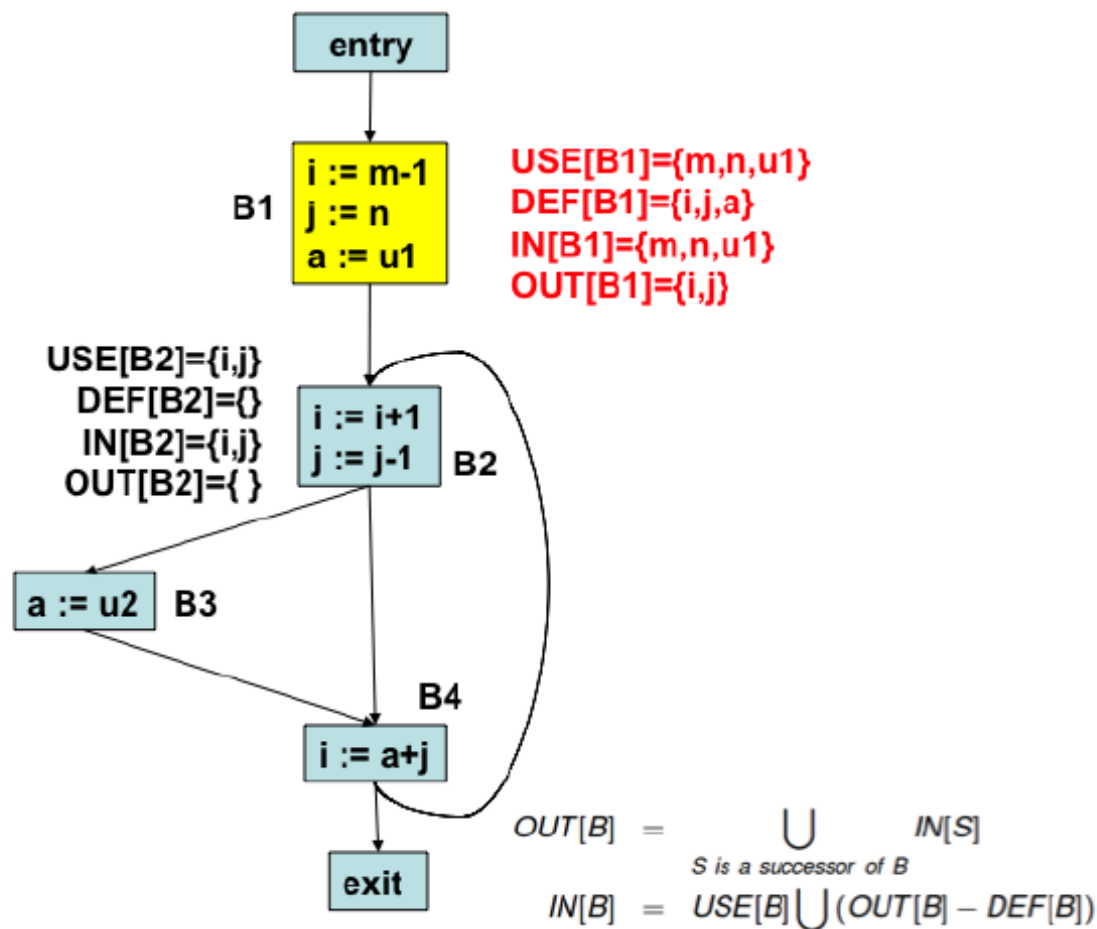 entry
B1
i := m-1
j := n
a := u1
USE[B1]={m,n,u1}
DEF[B1]={i,j,a}
IN[B1]={m,n,u1}
OUT[B1]={i,j}
USE[B2]={i,j}
DEF[B2]={}
IN[B2]={i,j}
OUT[B2]={ }
i := i+1
j := j-1
B2
a := u2
B3
B4
i := a+j
exit
OUT[B] = ⋃ IN[S]
S is a successor of B
IN[B] = USE[B] ⋃ (OUT[B] − DEF[B])